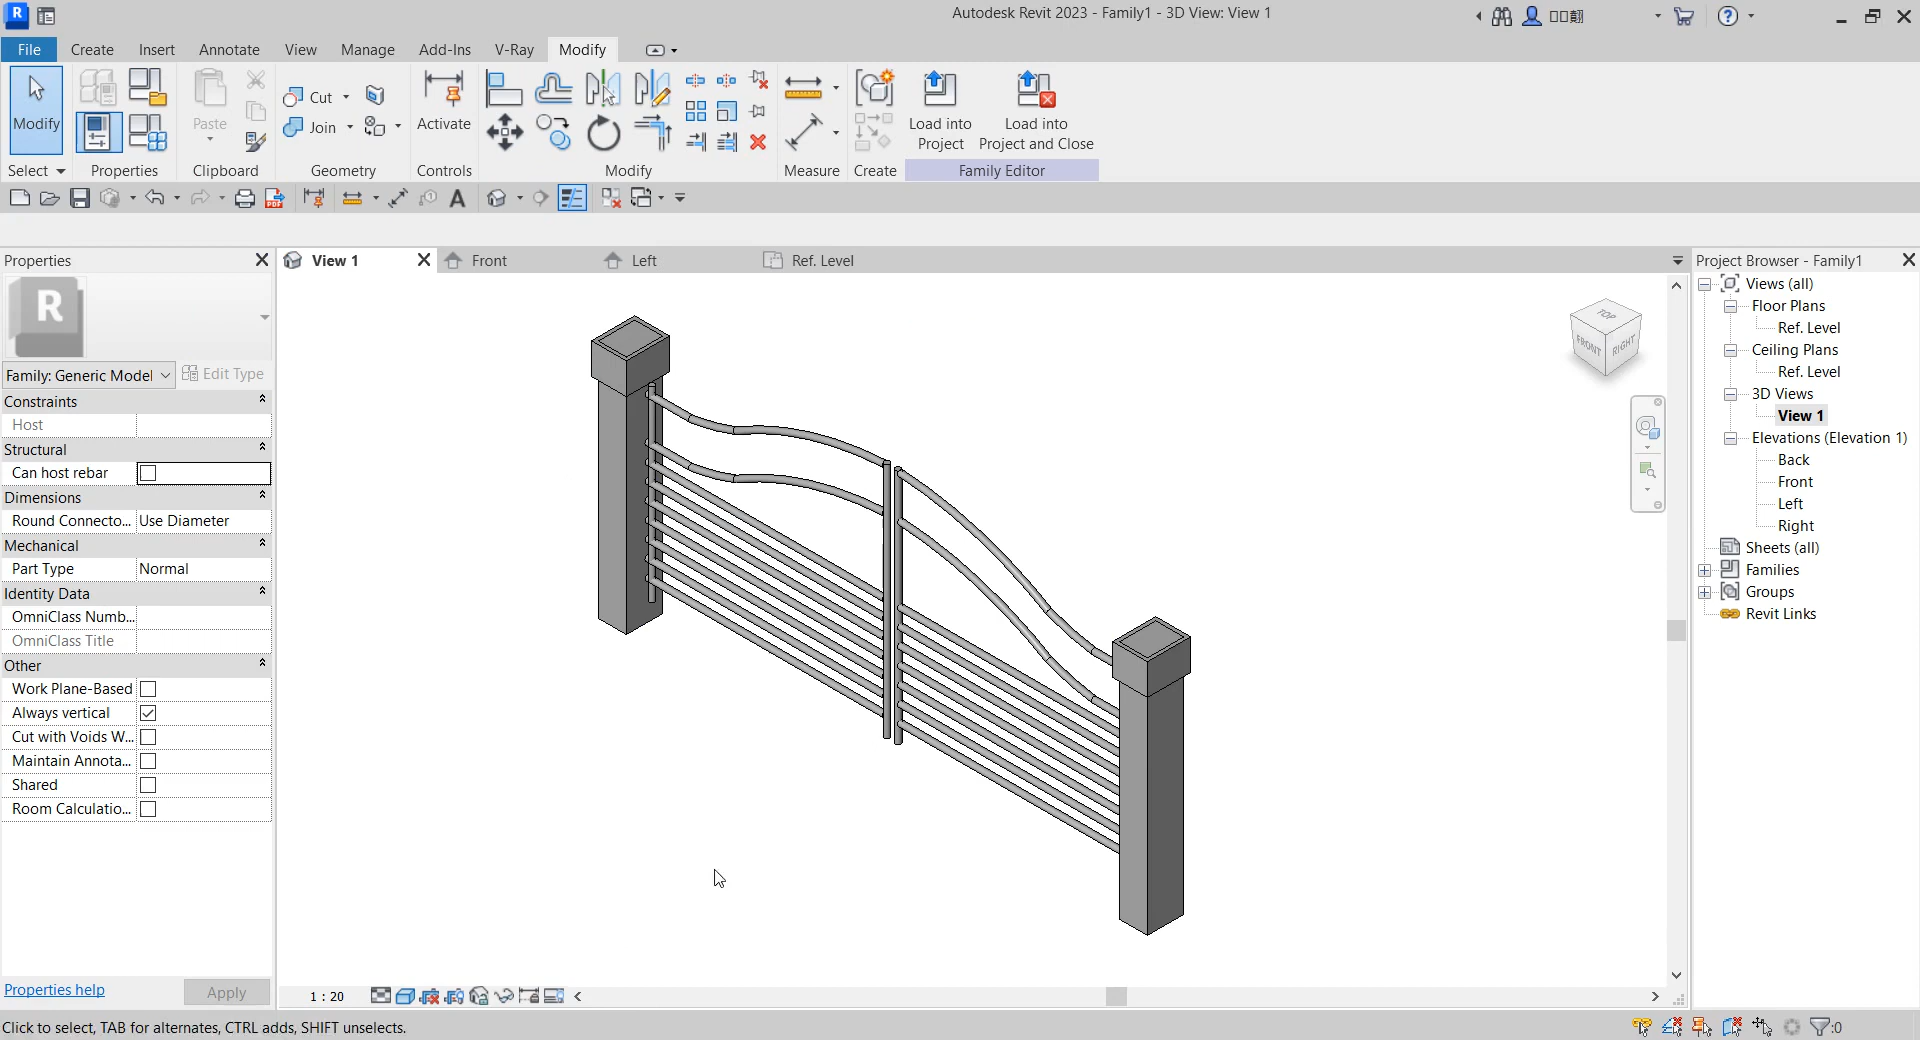 Autodesk Revit 2023 - Family1 - 3D View: View 1
File Create Insert Annotate View Manage Add-Ins V-Ray Modify
Modify
Paste
Cut
Join
Activate
Load into Project
Load into Project and Close
Select Properties Clipboard Geometry Controls Modify Measure Create Family Editor
PDF
A
Properties
R
Family: Generic Model Edit Type
Constraints
Host
Structural
Can host rebar
Dimensions
Round Connecto... Use Diameter
Mechanical
Part Type Normal
Identity Data
OmniClass Numb...
OmniClass Title
Other
Work Plane-Based
Always vertical
Cut with Voids W...
Maintain Annota...
Shared
Room Calculatio...
Properties help Apply
View 1 Front Left Ref. Level
TOP
FRONT RIGHT
1 : 20
Project Browser - Family1
Views (all)
Floor Plans
Ref. Level
Ceiling Plans
Ref. Level
3D Views
View 1
Elevations (Elevation 1)
Back
Front
Left
Right
Sheets (all)
Families
Groups
Revit Links
Click to select, TAB for alternates, CTRL adds, SHIFT unselects.
:0